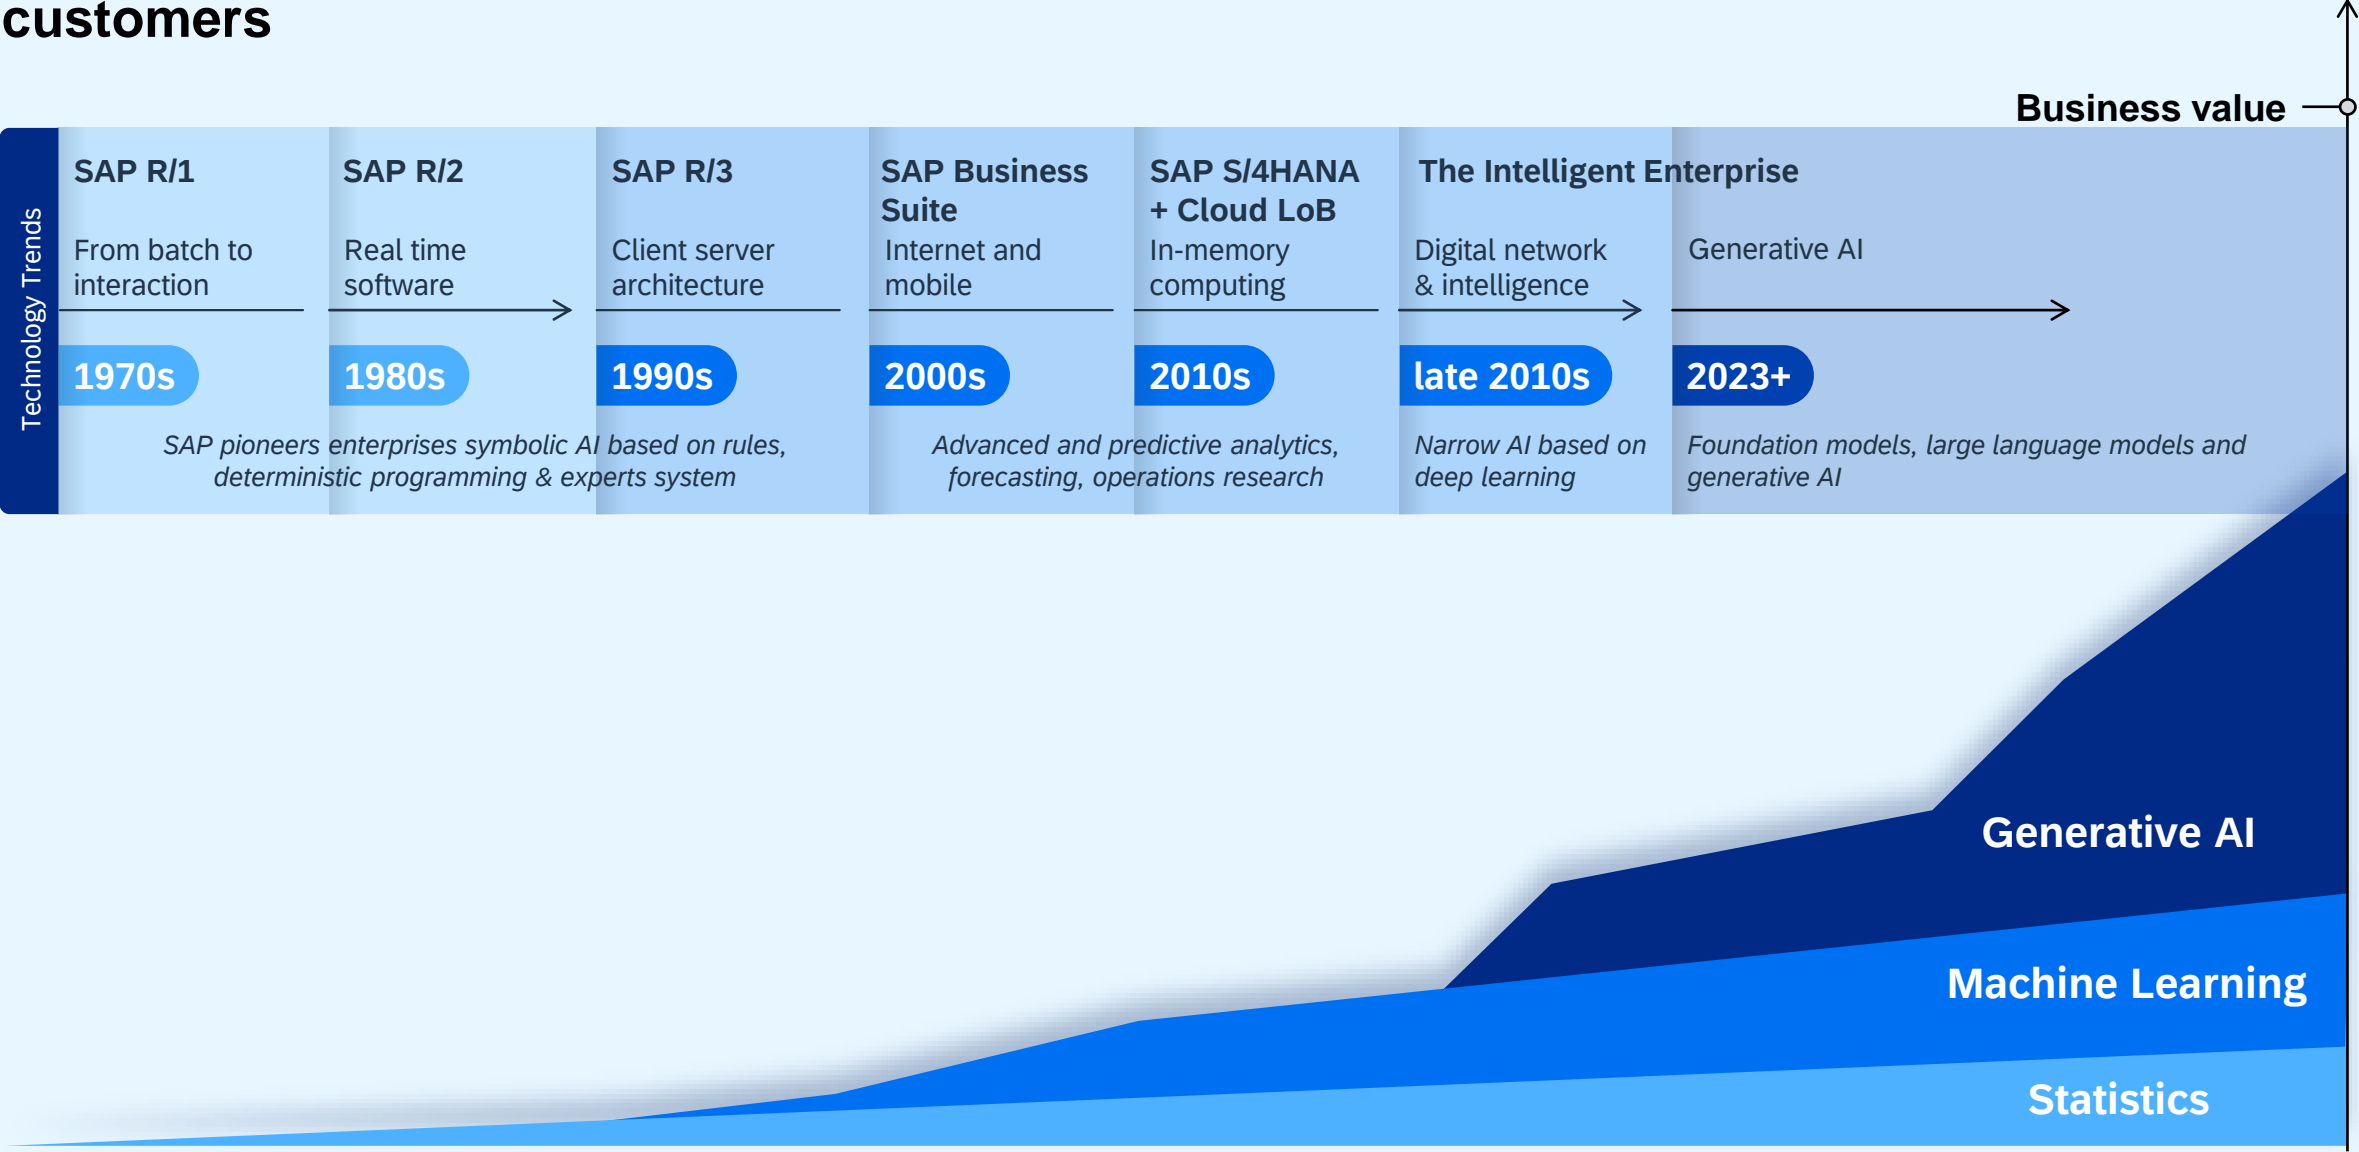 customers
Business value
Technology Trends
SAP R/1
From batch to
interaction
1970s
SAP R/2
Real time
software
1980s
SAP R/3
Client server
architecture
1990s
SAP pioneers enterprises symbolic AI based on rules,
deterministic programming & experts system
SAP Business
Suite
Internet and
mobile
2000s
SAP S/4HANA
+ Cloud LoB
In-memory
computing
2010s
Advanced and predictive analytics,
forecasting, operations research
The Intelligent Enterprise
Digital network
& intelligence
late 2010s
Narrow AI based on
deep learning
Generative AI
2023+
Foundation models, large language models and
generative AI
Generative AI
Machine Learning
Statistics